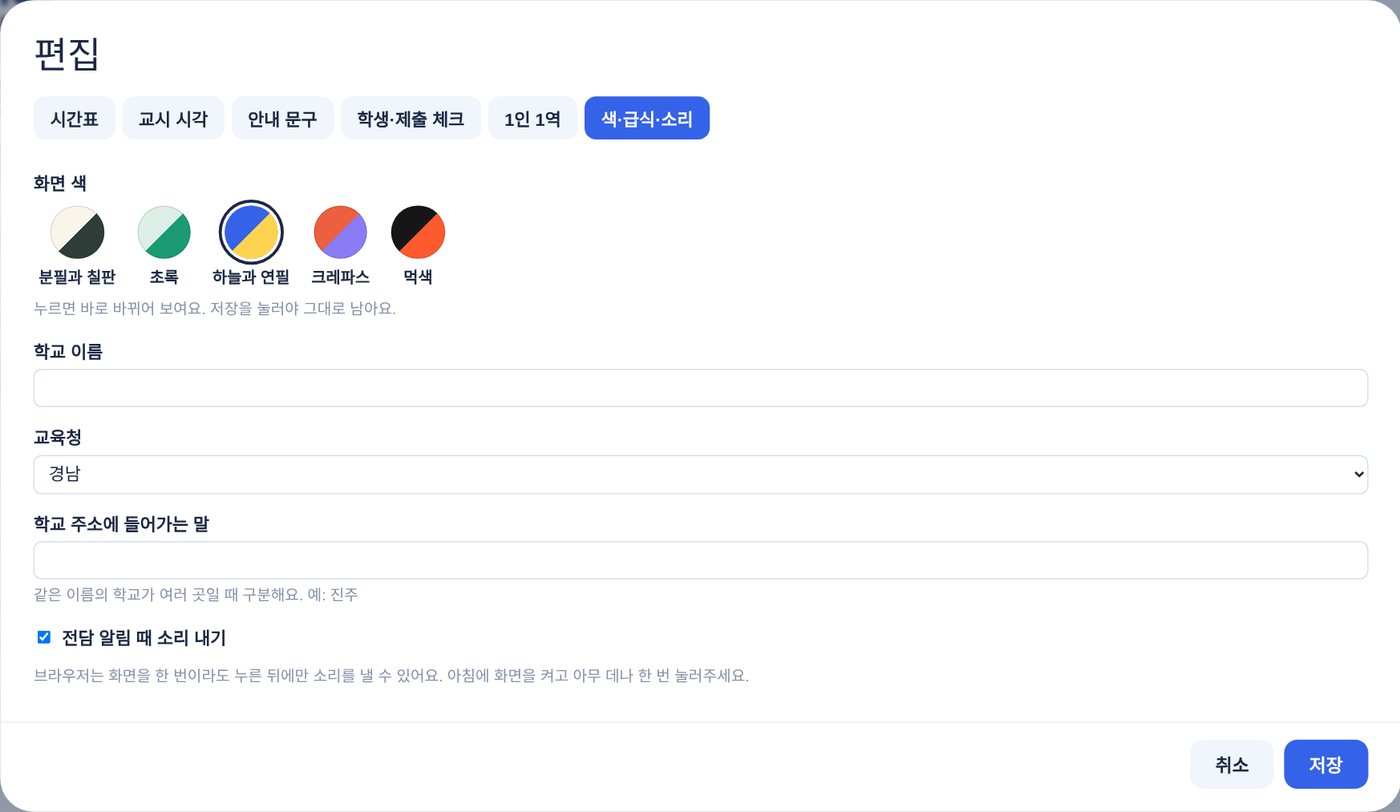 편집
시간표 교시 시각 안내 문구 학생·제출 체크 1인 1역 색·급식·소리
화면 색
분필과 칠판 초록 하늘과 연필 크레파스 먹색
누르면 바로 바뀌어 보여요. 저장을 눌러야 그대로 남아요.
학교 이름
교육청
경남
학교 주소에 들어가는 말
같은 이름의 학교가 여러 곳일 때 구분해요. 예: 진주
전담 알림 때 소리 내기
브라우저는 화면을 한 번이라도 누른 뒤에만 소리를 낼 수 있어요. 아침에 화면을 켜고 아무 데나 한 번 눌러주세요.
취소 저장